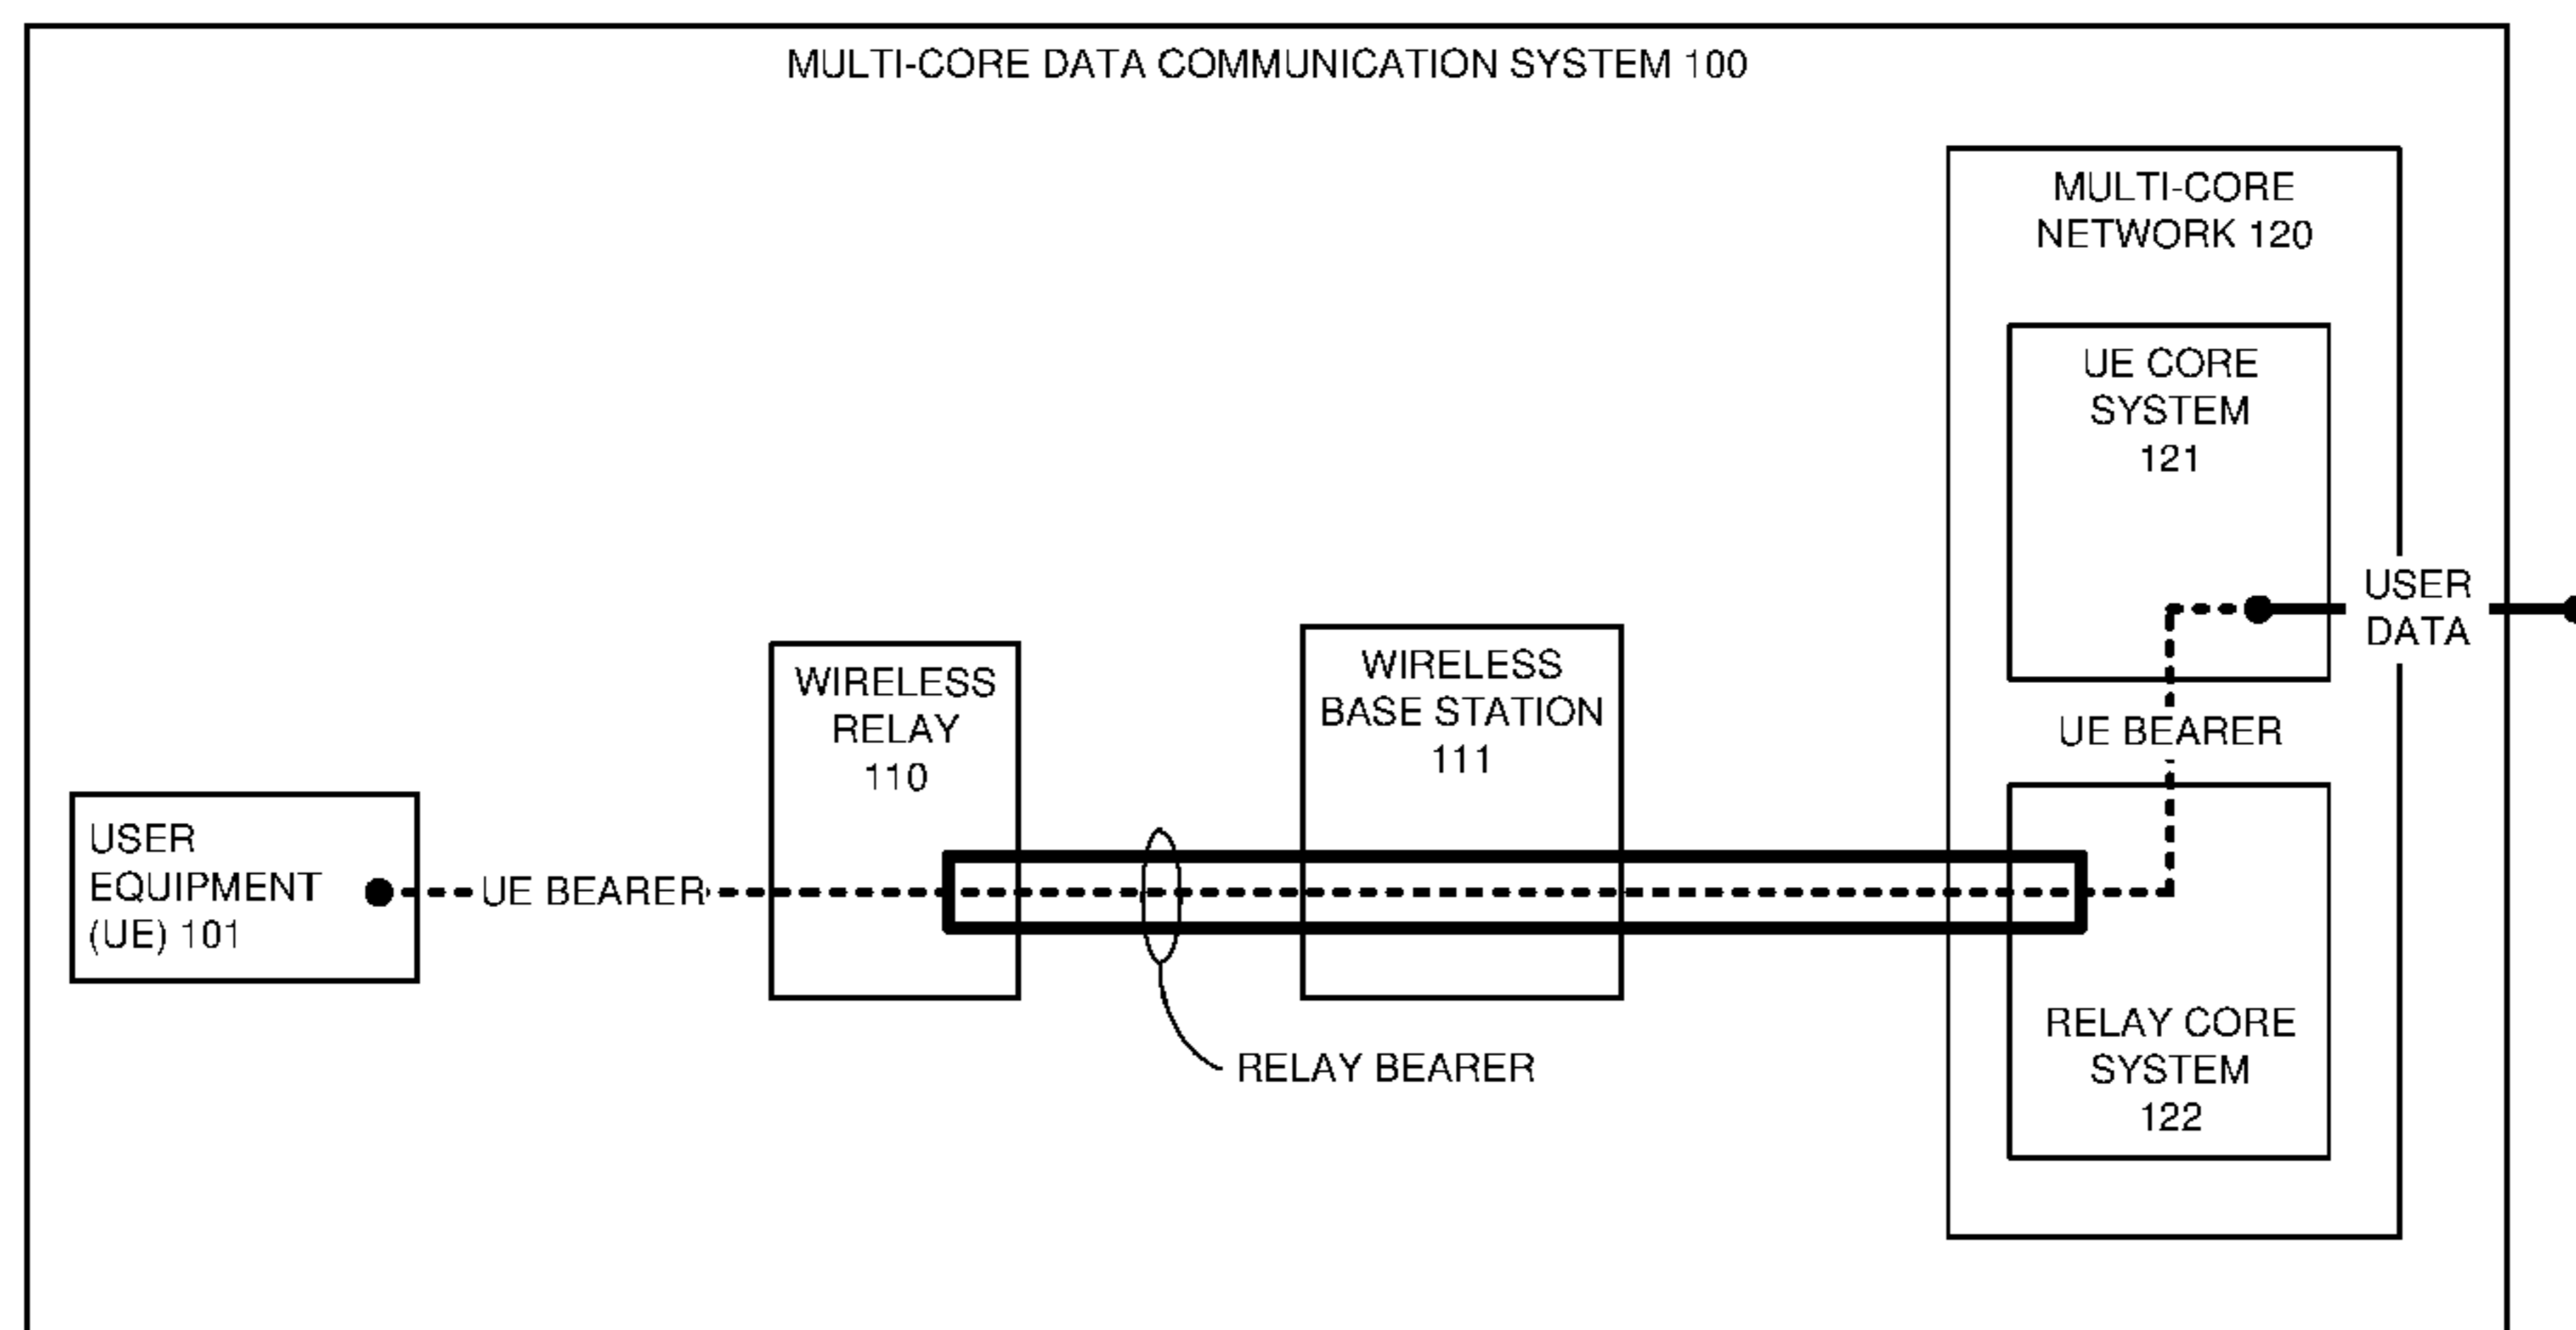 MULTI-CORE DATA COMMUNICATION SYSTEM 100
MULTI-CORE
NETWORK 120
UE CORE
SYSTEM
121
USER
DATA
UE BEARER
WIRELESS
RELAY
110
WIRELESS
BASE STATION
111
USER
EQUIPMENT
(UE) 101
UE BEARER
RELAY BEARER
RELAY CORE
SYSTEM
122